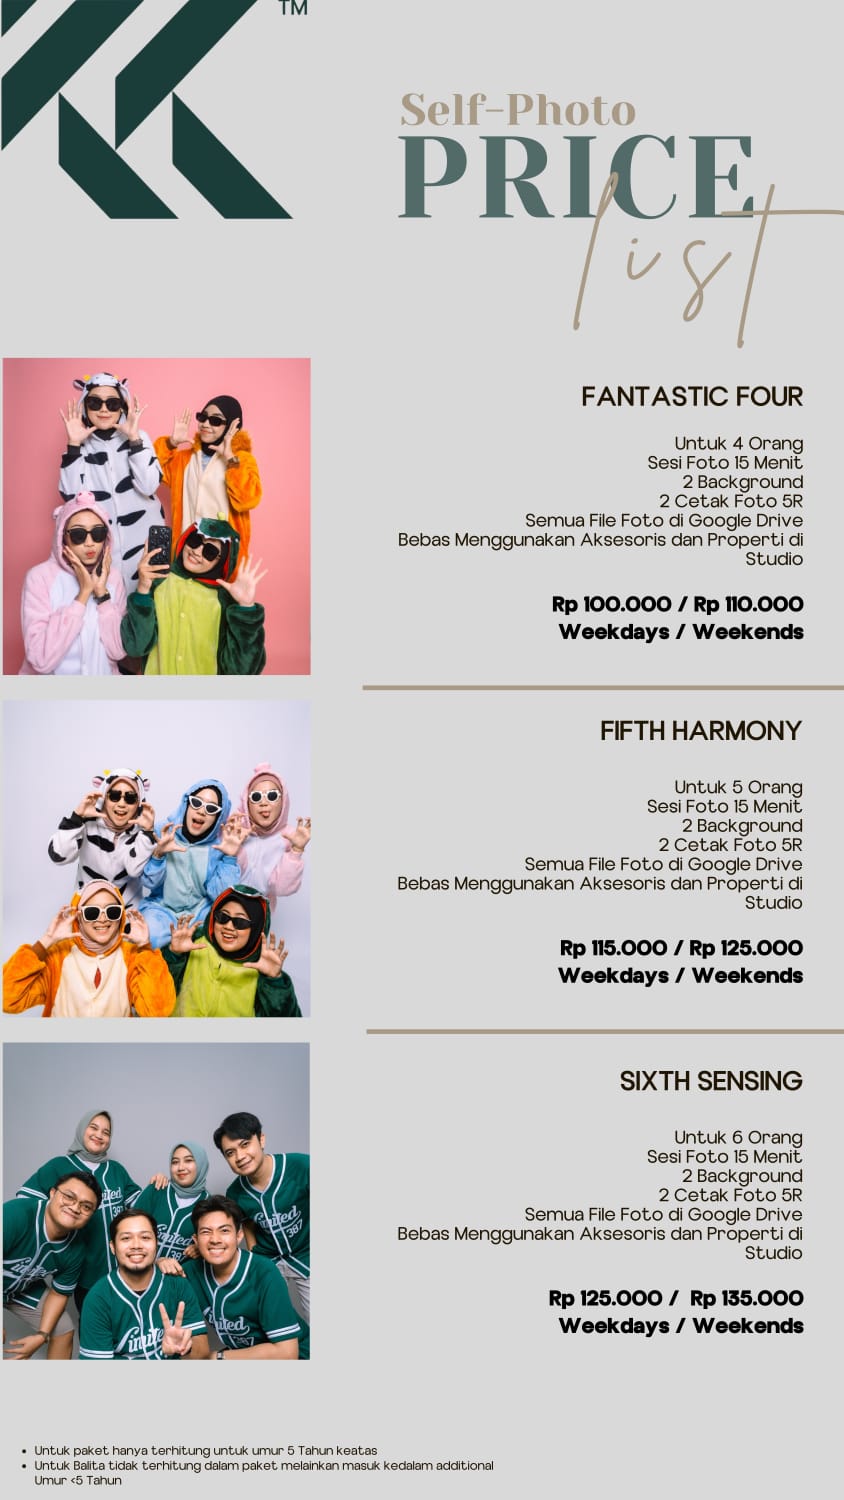 TM
Self-Photo
PRICE
list
FANTASTIC FOUR
Untuk 4 Orang
Sesi Foto 15 Menit
2 Background
2 Cetak Foto 5R
Semua File Foto di Google Drive
Bebas Menggunakan Aksesoris dan Properti di
Studio
Rp 100.000 / Rp 110.000
Weekdays / Weekends
FIFTH HARMONY
Untuk 5 Orang
Sesi Foto 15 Menit
2 Background
2 Cetak Foto 5R
Semua File Foto di Google Drive
Bebas Menggunakan Aksesoris dan Properti di
Studio
Rp 115.000 / Rp 125.000
Weekdays / Weekends
SIXTH SENSING
Untuk 6 Orang
Sesi Foto 15 Menit
2 Background
2 Cetak Foto 5R
Semua File Foto di Google Drive
Bebas Menggunakan Aksesoris dan Properti di
Studio
Rp 125.000 / Rp 135.000
Weekdays / Weekends
387
387
• Untuk paket hanya terhitung untuk umur 5 Tahun keatas
• Untuk Balita tidak terhitung dalam paket melainkan masuk kedalam additional
Umur <5 Tahun